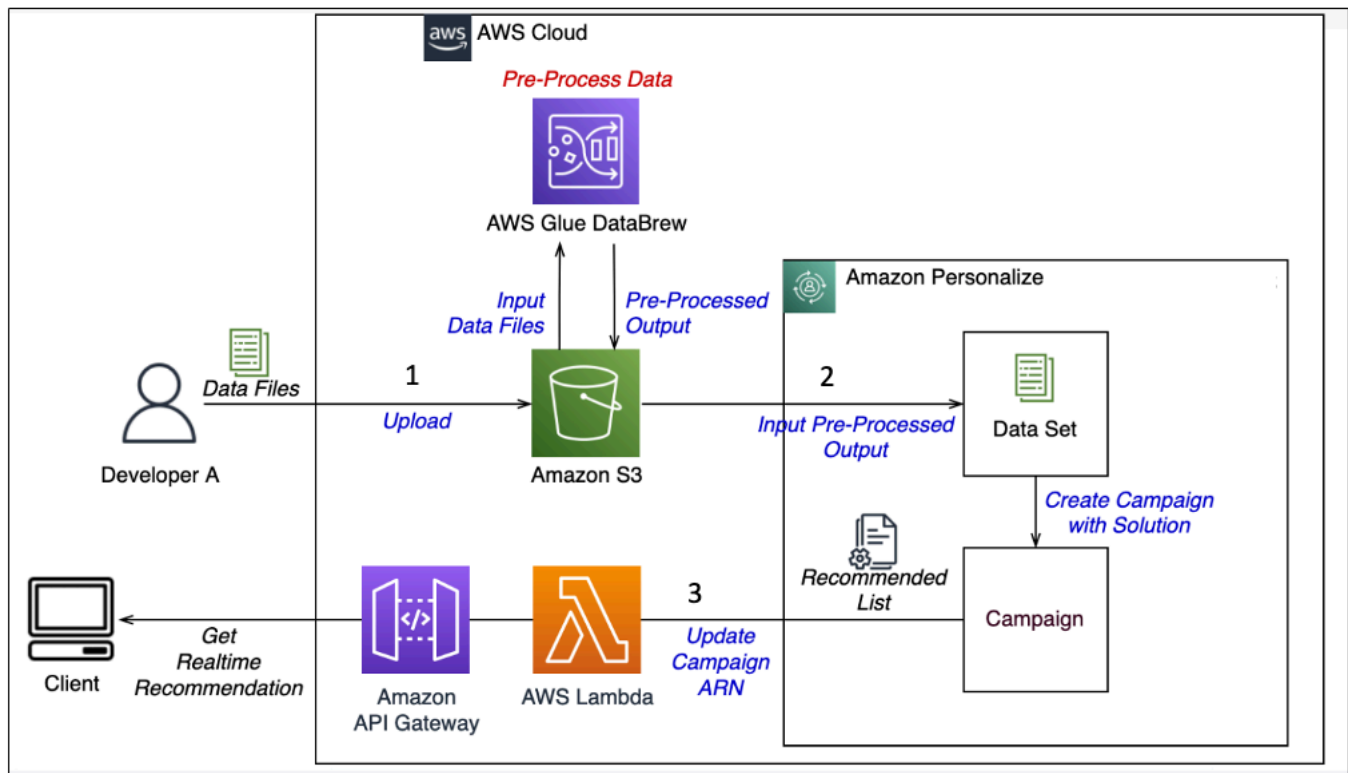 aws
AWS Cloud
Pre-Process Data
AWS Glue DataBrew
Input
Data Files
Pre-Processed
Output
Amazon Personalize
Data Files
1
Upload
Developer A
Amazon S3
2
Input Pre-Processed
Output
Data Set
Create Campaign
with Solution
Recommended
List
Campaign
3
Update
Campaign
ARN
AWS Lambda
</>
Amazon
API Gateway
Get
Realtime
Recommendation
Client